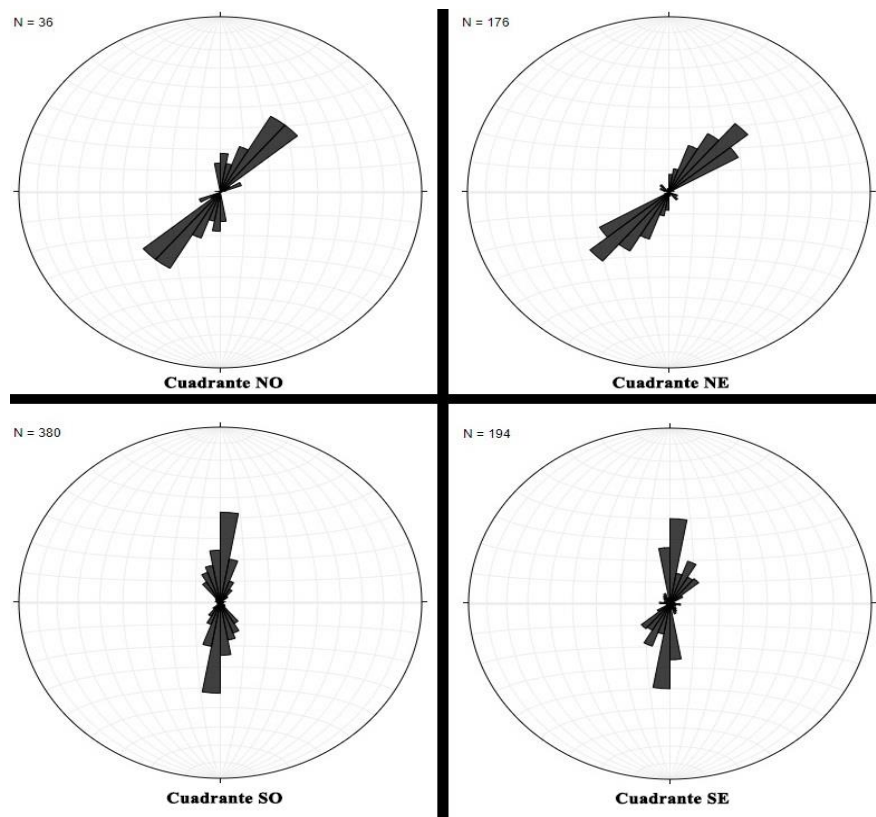 N = 36
Cuadrante NO
N = 176
Cuadrante NE
N = 380
Cuadrante SO
N = 194
Cuadrante SE